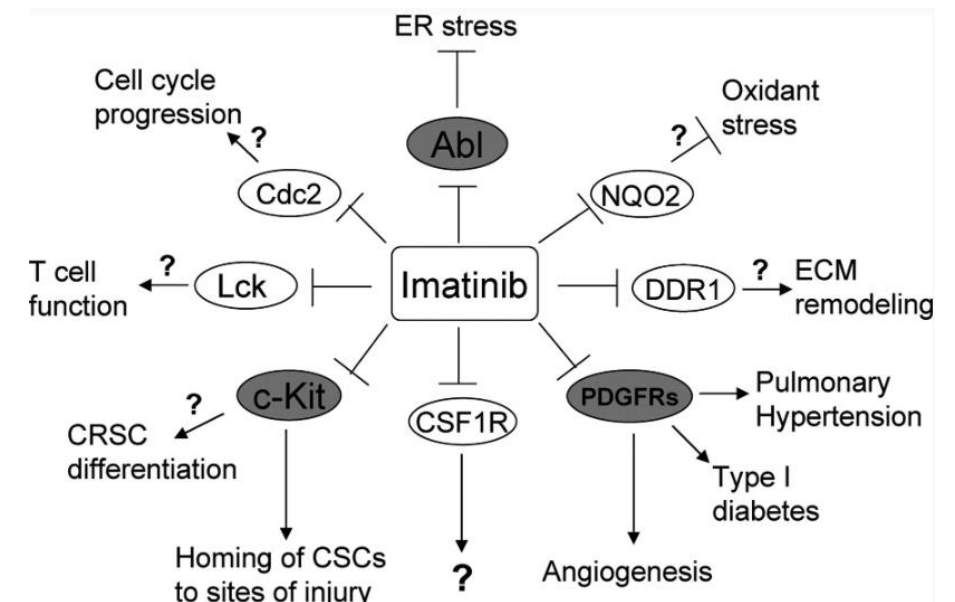 ER stress
Cell cycle
progression
?
Oxidant
stress
?
Abl
Cdc2
NQO2
T cell
function
?
Lck
Imatinib
DDR1
?
ECM
remodeling
c-Kit
?
CRSC
differentiation
CSF1R
PDGFRs
Pulmonary
Hypertension
Type I
diabetes
Homing of CSCs
to sites of injury
?
Angiogenesis